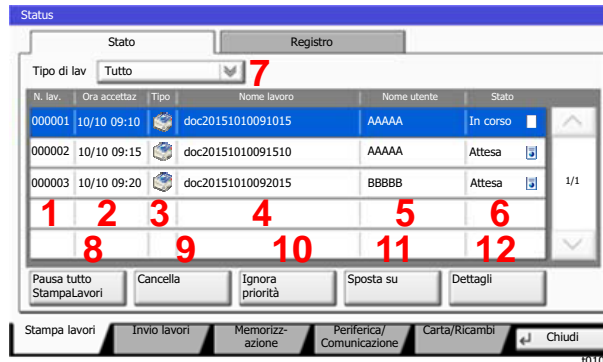 Status
Stato Registro
Tipo di lav Tutto 7
N. lav. Ora accettaz Tipo Nome lavoro Nome utente Stato
000001 10/10 09:10 doc20151010091015 AAAAA In corso
000002 10/10 09:15 doc20151010091510 AAAAA Attesa
000003 10/10 09:20 doc20151010092015 BBBBB Attesa 1/1
1 2 3 4 5 6
8 9 10 11 12
Pausa tutto
StampaLavori
Cancella
Ignora
priorità
Sposta su
Dettagli
Stampa lavori
Invio lavori
Memorizz-
azione
Periferica/
Comunicazione
Carta/Ricambi
Chiudi